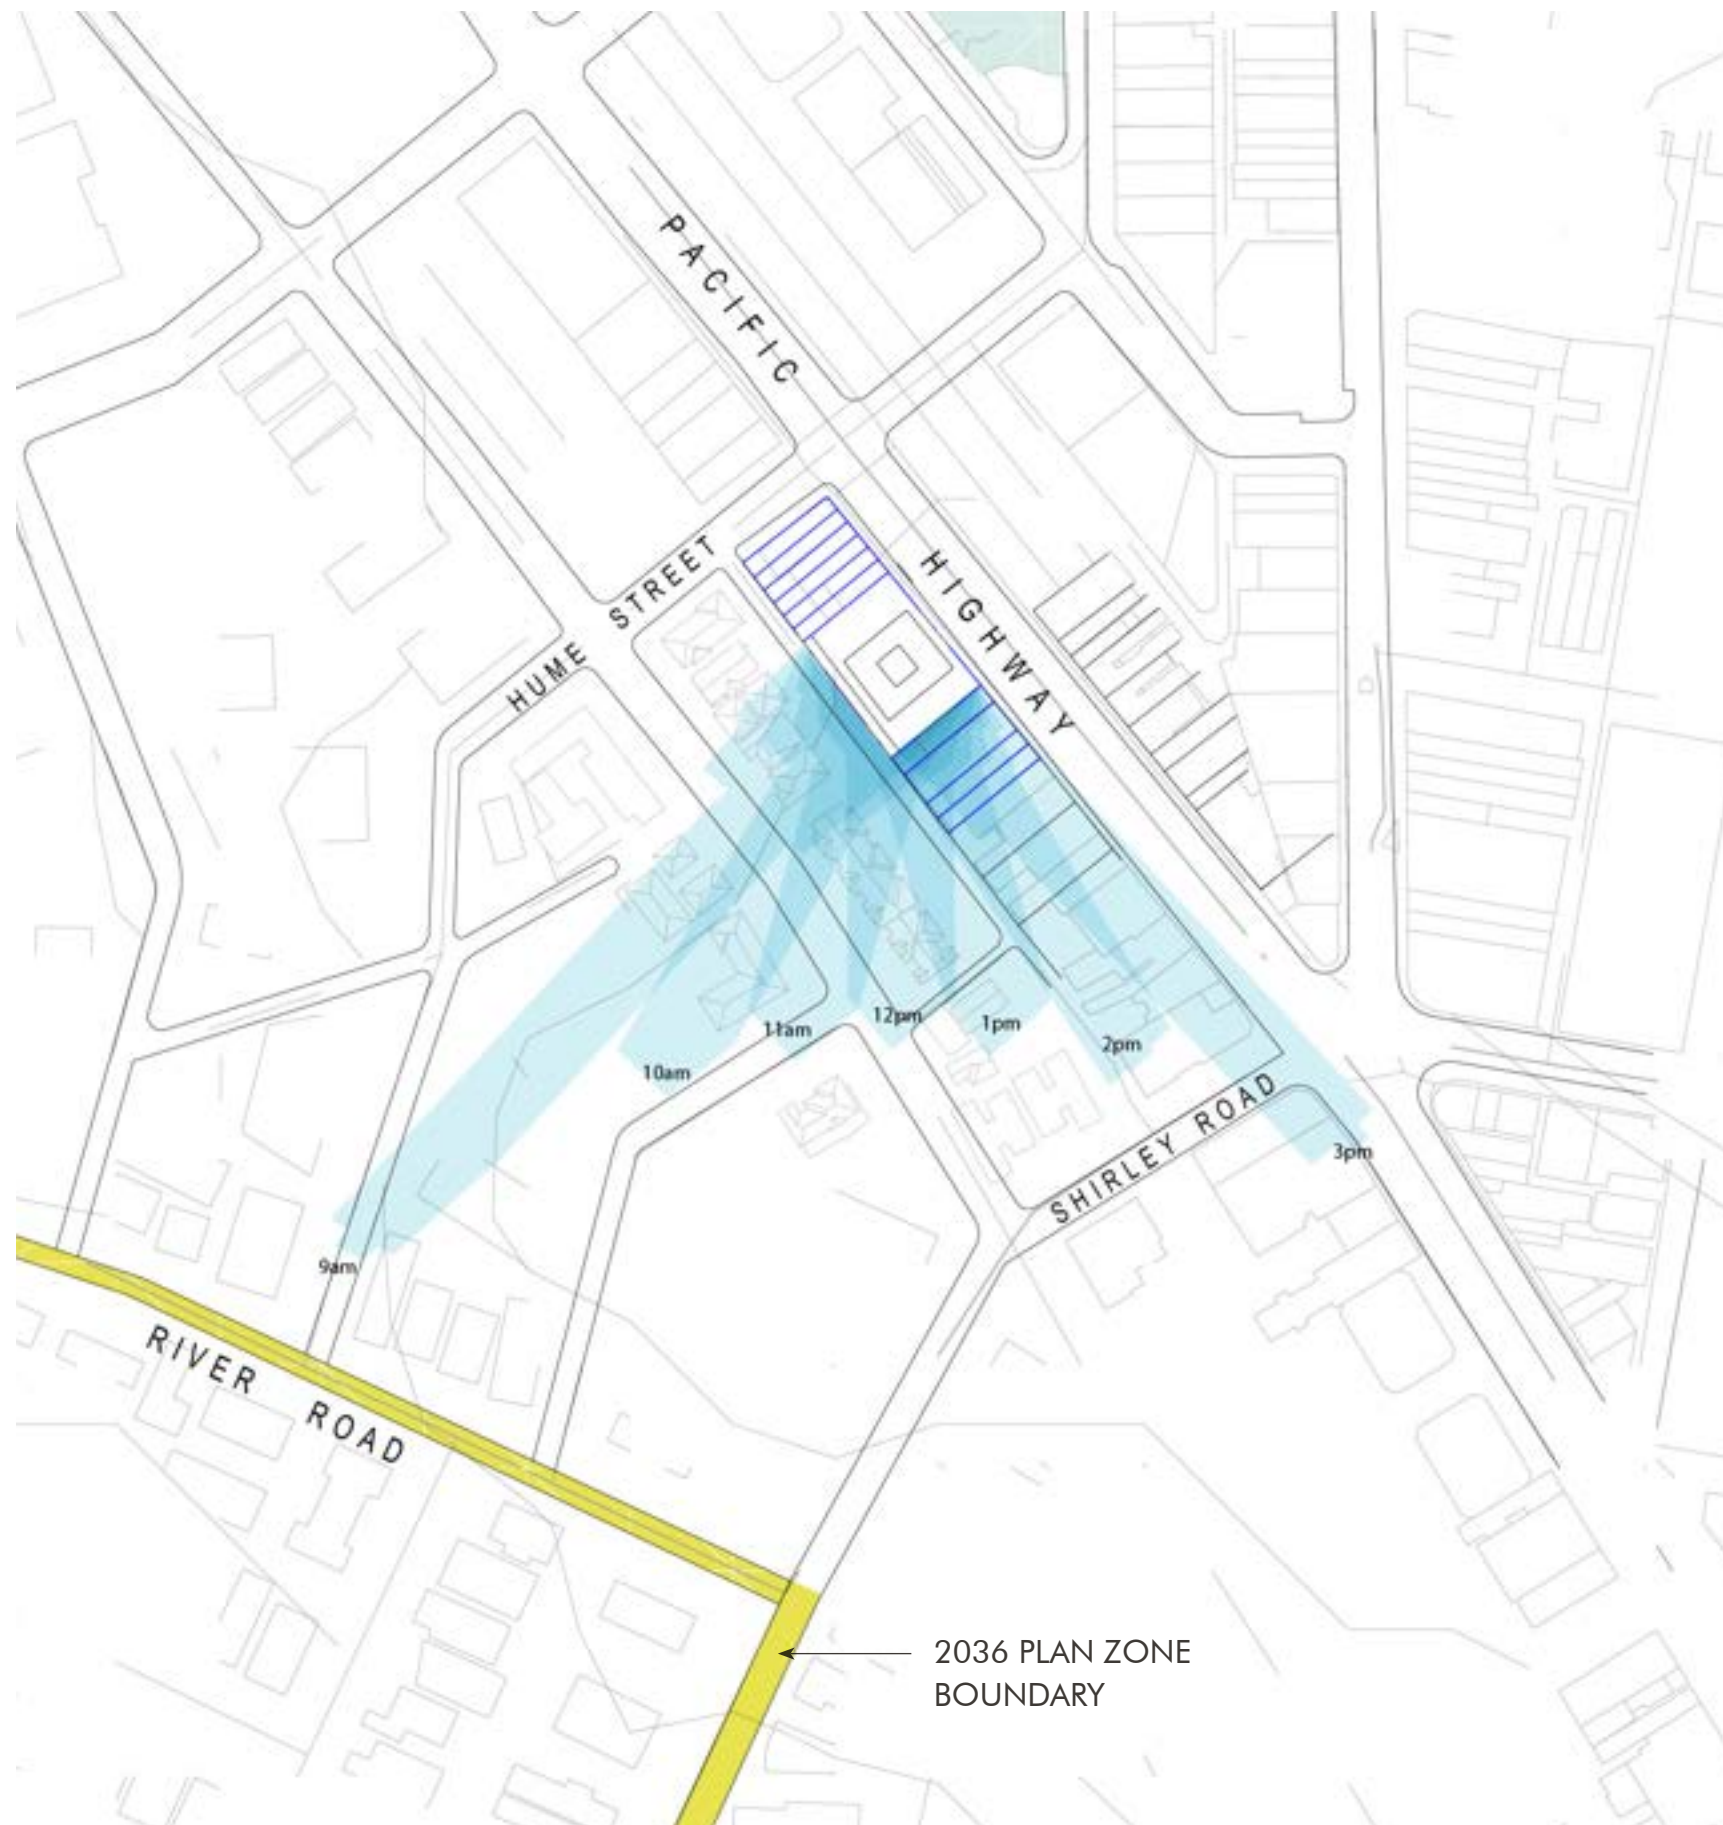 PACIFIC
HIGHWAY
HUME STREET
11am
12pm
1pm
2pm
10am
SHIRLEY ROAD
3pm
9am
RIVER
ROAD
2036 PLAN ZONE
BOUNDARY